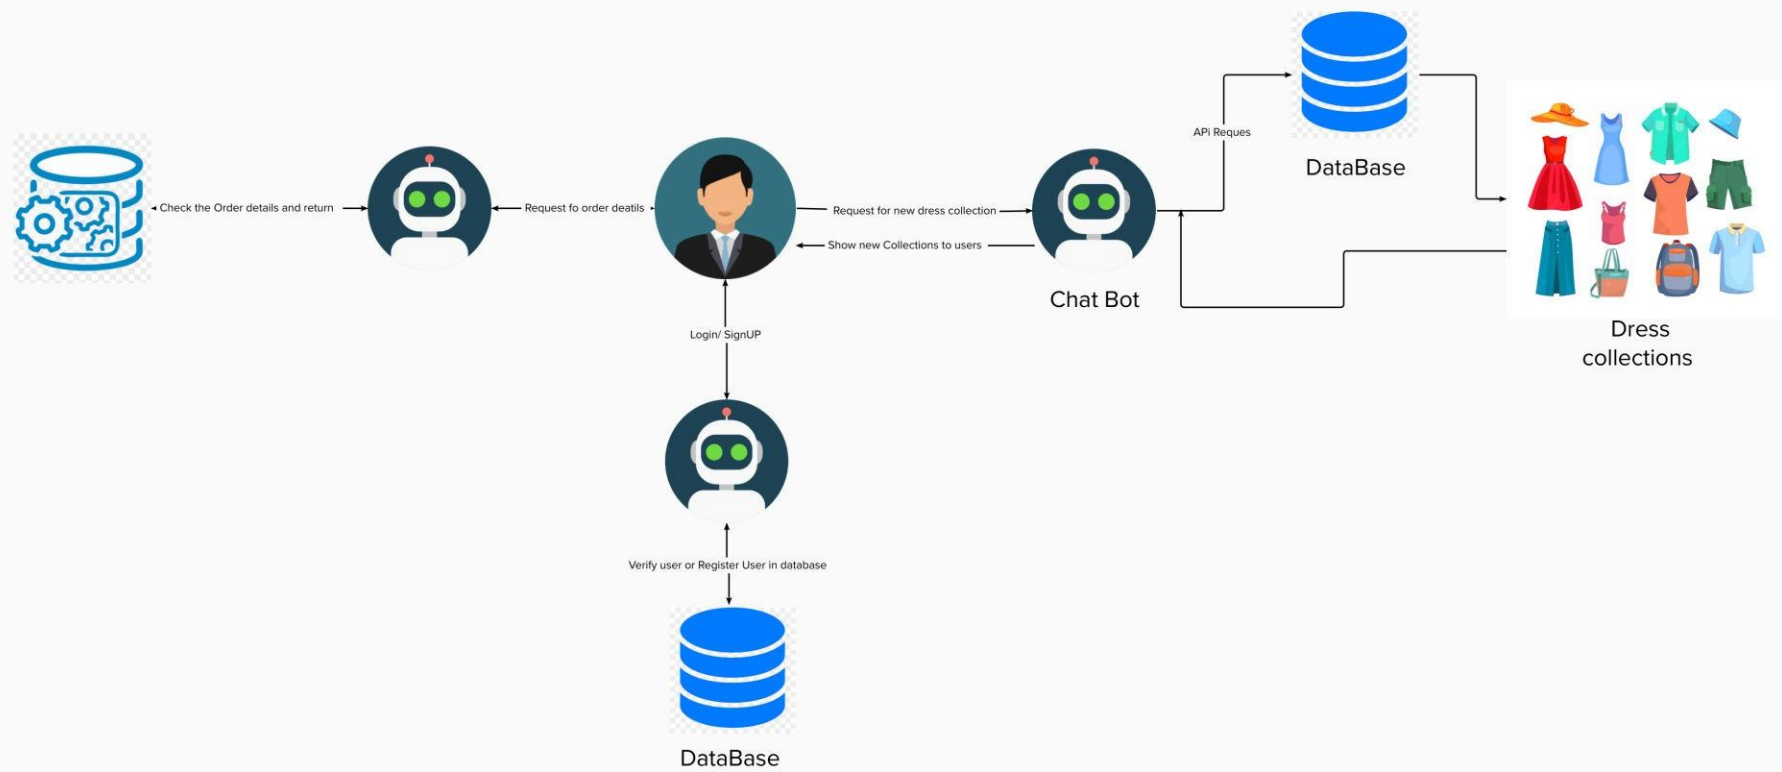 APi Reques
DataBase
Check the Order details and return
Request fo order deatils
Request for new dress collection
Show new Collections to users
Chat Bot
Dress
collections
Login/ SignUP
Verify user or Register User in database
DataBase